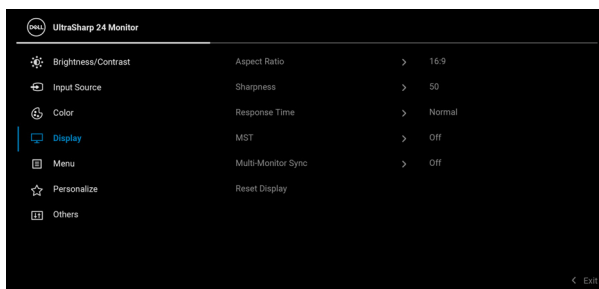 DELL UltraSharp 24 Monitor
Brightness/Contrast Aspect Ratio > 16:9
Input Source Sharpness > 50
Color Response Time > Normal
Display MST > Off
Menu Multi-Monitor Sync > Off
Personalize Reset Display
Others
< Exit